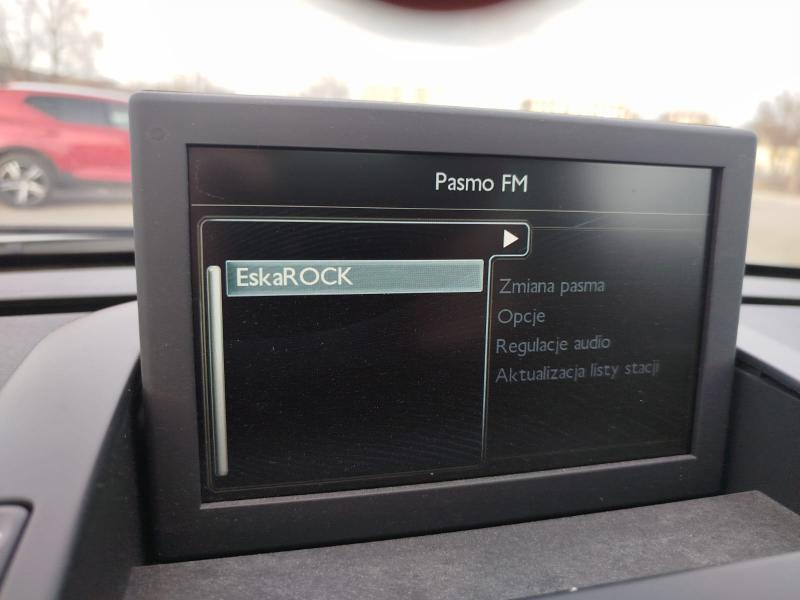 Pasmo FM
EskaROCK
Zmiana pasma
Opcje
Regulacje audio
Aktualizacja listy stacji